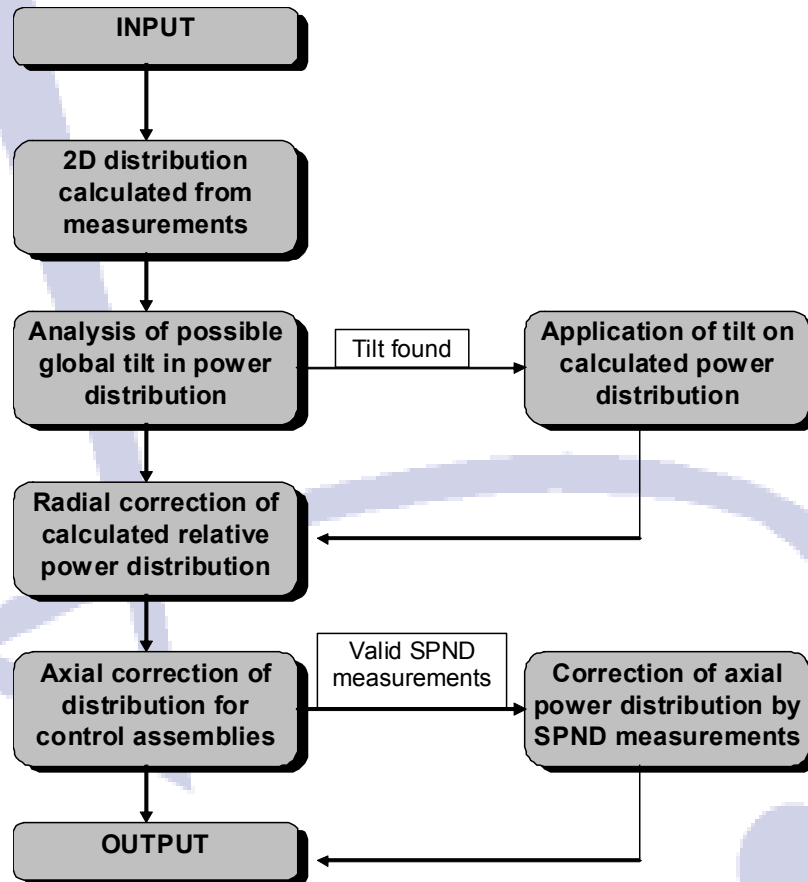 INPUT
2D distribution
calculated from
measurements
Analysis of possible
global tilt in power
distribution
Tilt found
Application of tilt on
calculated power
distribution
Radial correction of
calculated relative
power distribution
Axial correction of
distribution for
control assemblies
Valid SPND
measurements
Correction of axial
power distribution by
SPND measurements
OUTPUT